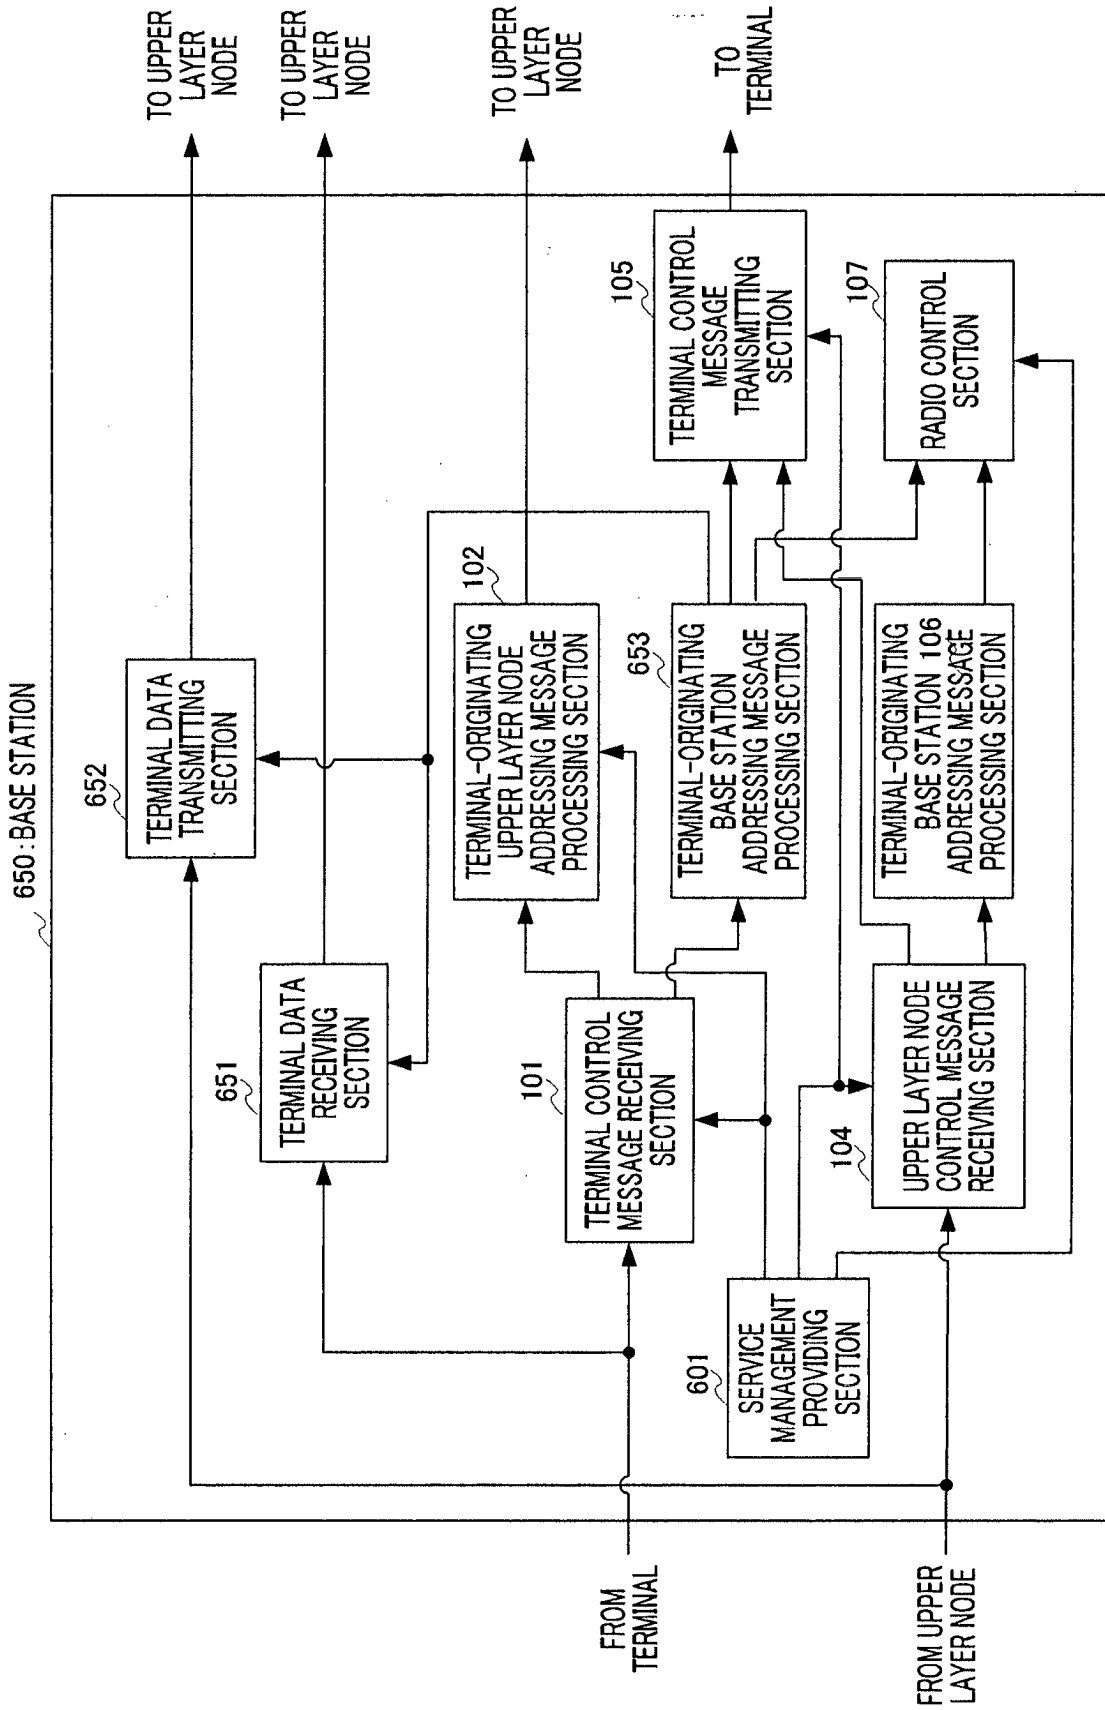 650:BASE STATION
652
TERMINAL DATA
TRANSMITTING
SECTION
TO UPPER
LAYER
NODE
651
TERMINAL DATA
RECEIVING
SECTION
TO UPPER
LAYER
NODE
102
TERMINAL-ORIGINATING
UPPER LAYER NODE
ADDRESSING MESSAGE
PROCESSING SECTION
TO UPPER
LAYER
NODE
101
TERMINAL CONTROL
MESSAGE RECEIVING
SECTION
FROM
TERMINAL
653
TERMINAL-ORIGINATING
BASE STATION
ADDRESSING MESSAGE
PROCESSING SECTION
105
TERMINAL CONTROL
MESSAGE
TRANSMITTING
SECTION
TO
TERMINAL
601
SERVICE
MANAGEMENT
PROVIDING
SECTION
104
UPPER LAYER NODE
CONTROL MESSAGE
RECEIVING SECTION
TERMINAL-ORIGINATING
BASE STATION 106
ADDRESSING MESSAGE
PROCESSING SECTION
107
RADIO CONTROL
SECTION
FROM UPPER
LAYER NODE